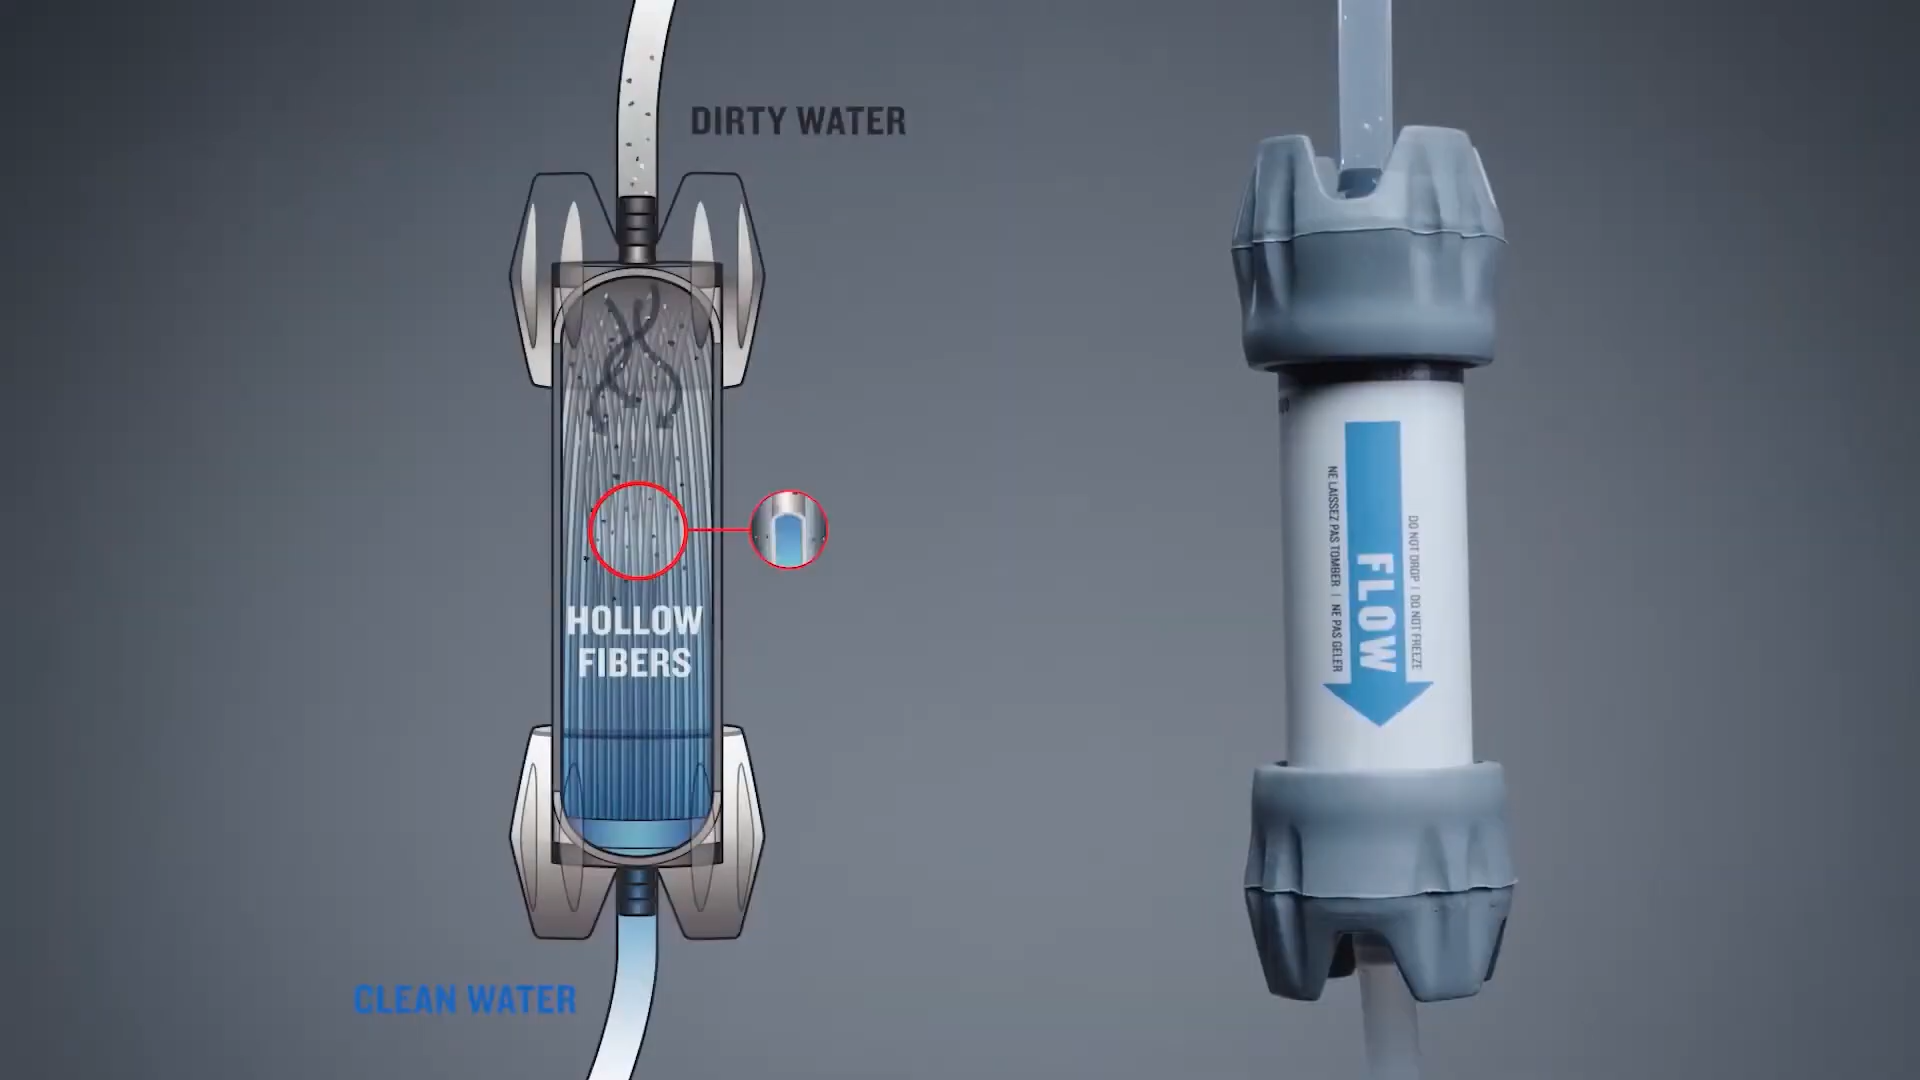 DIRTY WATER
HOLLOW
FIBERS
CLEAN WATER
NE LAISSEZ PAS TOMBER | NE PAS GELER
FLOW
DO NOT DROP | DO NOT FREEZE